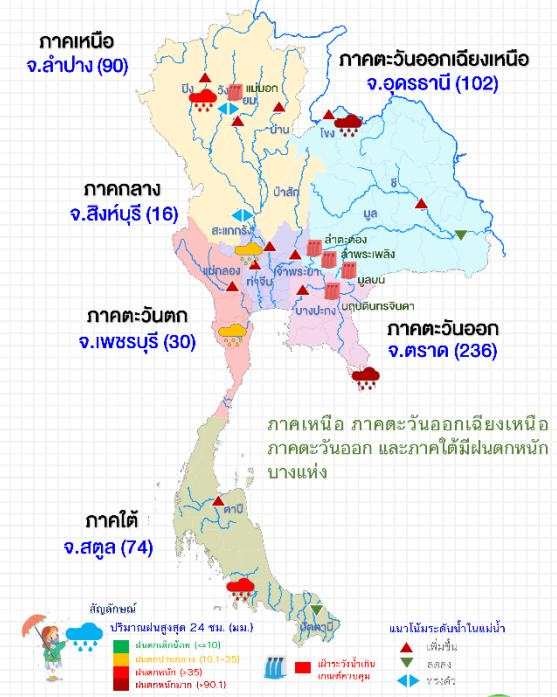 ภาคเหนือ
จ.ลำปาง (90)
ภาคตะวันออกเฉียงเหนือ
จ.อุดรธานี (102)
ปิง
วัง
แม่มอก
ยม
น่าน
โขง
ภาคกลาง
จ.สิงห์บุรี (16)
ป่าสัก
ชี
มูล
สะแกกรัง
ลำตะคอง
ลำพระเพลิง
แม่กลอง
ท่าจีน
เจ้าพระยา
มูลบน
นฤบดินทรจินดา
บางปะกง
ภาคตะวันตก
จ.เพชรบุรี (30)
ภาคตะวันออก
จ.ตราด (236)
ภาคเหนือ ภาคตะวันออกเฉียงเหนือ
ภาคตะวันออก และภาคใต้มีฝนตกหนัก
บางแห่ง
ตาปี
ภาคใต้
จ.สตูล (74)
ปัตตานี
สัญลักษณ์
ปริมาณฝนสูงสุด 24 ชม. (มม.)
ฝนตกเล็กน้อย (<=10)
ฝนตกปานกลาง (10.1-35)
ฝนตกหนัก (>35)
ฝนตกหนักมาก (>90.1)
เฝ้าระวังน้ำเกิน
เกณฑ์ควบคุม
แนวโน้มระดับน้ำในแม่น้ำ
เพิ่มขึ้น
ลดลง
ทรงตัว